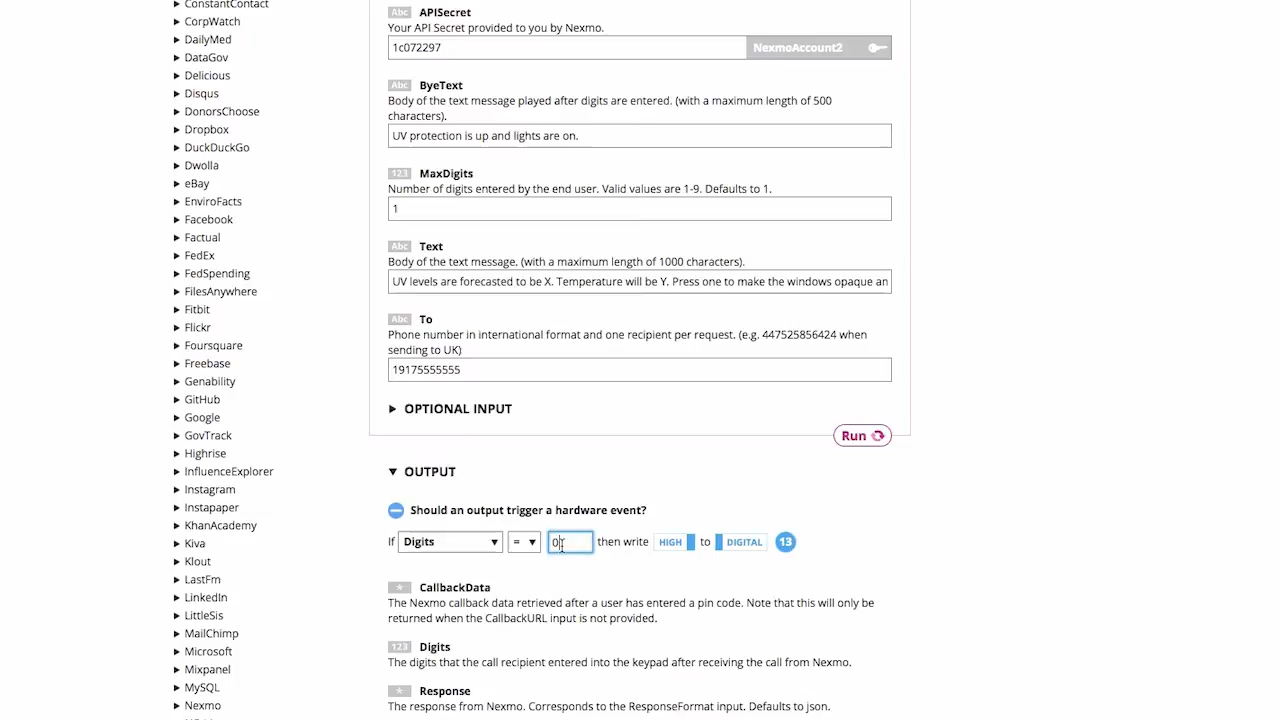 ConstantContact
CorpWatch
DailyMed
DataGov
Delicious
Disqus
DonorsChoose
Dropbox
DuckDuckGo
Dwolla
eBay
EnviroFacts
Facebook
Factual
FedEx
FedSpending
FilesAnywhere
Fitbit
Flickr
Foursquare
Freebase
Genability
GitHub
Google
GovTrack
Highrise
InfluenceExplorer
Instagram
Instapaper
KhanAcademy
Kiva
Klout
LastFm
LinkedIn
LittleSis
MailChimp
Microsoft
Mixpanel
MySQL
Nexmo
Abc APISecret
Your API Secret provided to you by Nexmo.
1c072297 NexmoAccount2
Abc ByeText
Body of the text message played after digits are entered. (with a maximum length of 500
characters).
UV protection is up and lights are on.
123 MaxDigits
Number of digits entered by the end user. Valid values are 1-9. Defaults to 1.
1
Abc Text
Body of the text message. (with a maximum length of 1000 characters).
UV levels are forecasted to be X. Temperature will be Y. Press one to make the windows opaque an
Abc To
Phone number in international format and one recipient per request. (e.g. 447525856424 when
sending to UK)
19175555555
OPTIONAL INPUT
Run
OUTPUT
Should an output trigger a hardware event?
If Digits = 0 then write HIGH to DIGITAL 13
* CallbackData
The Nexmo callback data retrieved after a user has entered a pin code. Note that this will only be
returned when the CallbackURL input is not provided.
123 Digits
The digits that the call recipient entered into the keypad after receiving the call from Nexmo.
* Response
The response from Nexmo. Corresponds to the ResponseFormat input. Defaults to json.